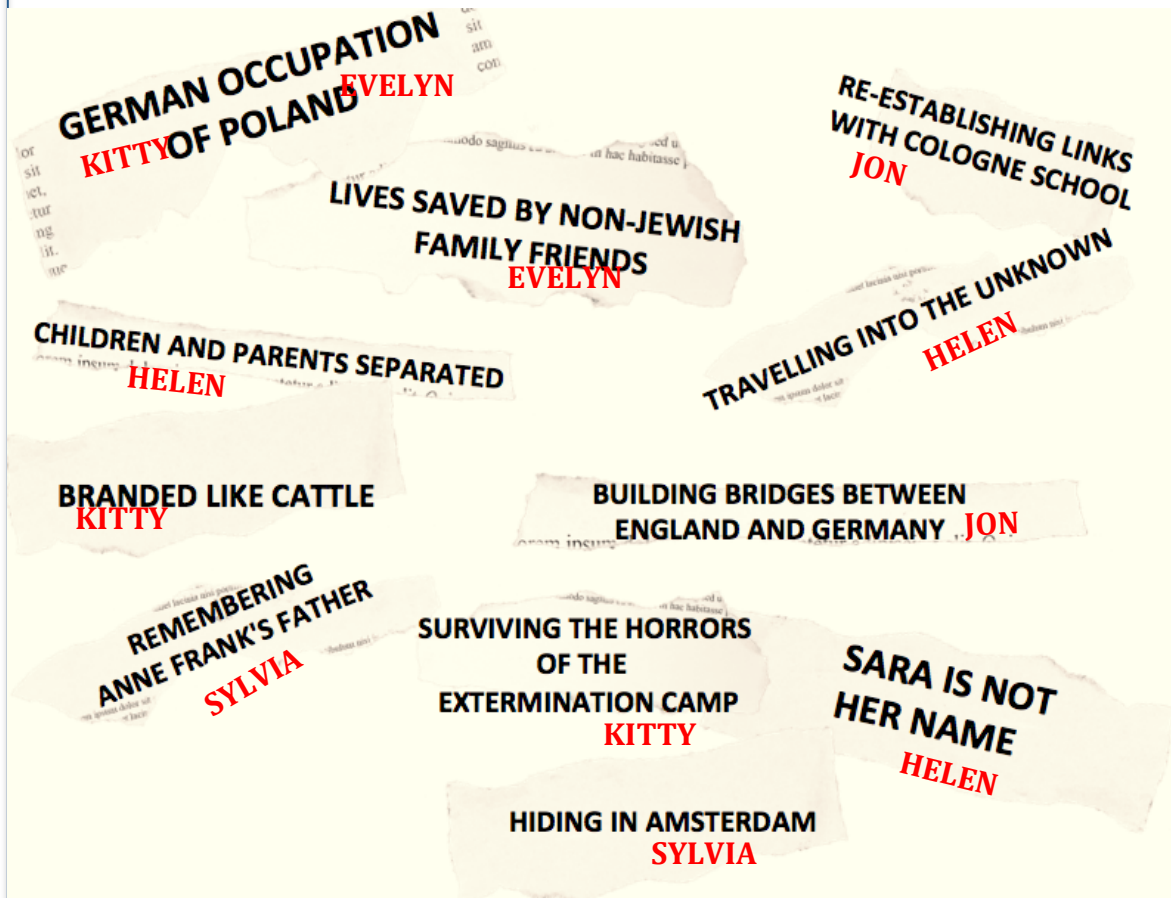 GERMAN OCCUPATION
OF POLAND
EVELYN
KITTY
RE-ESTABLISHING LINKS
WITH COLOGNE SCHOOL
JON
LIVES SAVED BY NON-JEWISH
FAMILY FRIENDS
EVELYN
TRAVELLING INTO THE UNKNOWN
HELEN
CHILDREN AND PARENTS SEPARATED
HELEN
BRANDED LIKE CATTLE
KITTY
BUILDING BRIDGES BETWEEN
ENGLAND AND GERMANY JON
REMEMBERING
ANNE FRANK'S FATHER
SYLVIA
SURVIVING THE HORRORS
OF THE
EXTERMINATION CAMP
KITTY
SARA IS NOT
HER NAME
HELEN
HIDING IN AMSTERDAM
SYLVIA